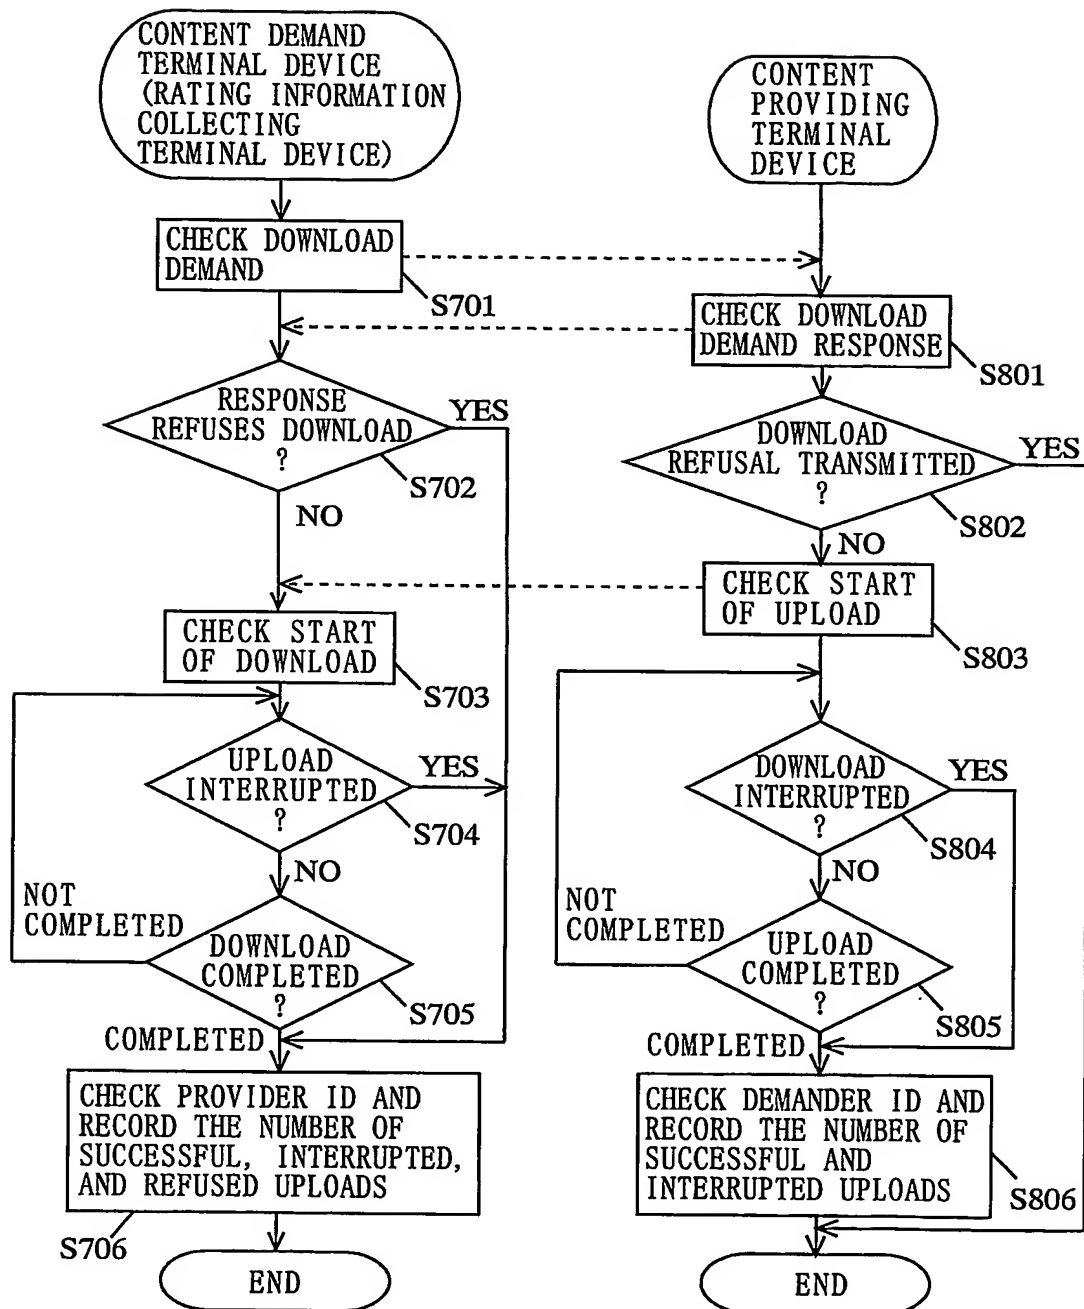 CONTENT DEMAND
TERMINAL DEVICE
(RATING INFORMATION
COLLECTING
TERMINAL DEVICE)
CHECK DOWNLOAD
DEMAND
S701
RESPONSE
REFUSES DOWNLOAD
?
YES
S702
NO
CHECK START
OF DOWNLOAD
S703
UPLOAD
INTERRUPTED
?
YES
S704
NO
NOT
COMPLETED
DOWNLOAD
COMPLETED
?
S705
COMPLETED
CHECK PROVIDER ID AND
RECORD THE NUMBER OF
SUCCESSFUL, INTERRUPTED,
AND REFUSED UPLOADS
S706
END
CONTENT
PROVIDING
TERMINAL
DEVICE
CHECK DOWNLOAD
DEMAND RESPONSE
S801
DOWNLOAD
REFUSAL TRANSMITTED
?
YES
S802
NO
CHECK START
OF UPLOAD
S803
DOWNLOAD
INTERRUPTED
?
YES
S804
NO
NOT
COMPLETED
UPLOAD
COMPLETED
?
S805
COMPLETED
CHECK DEMANDER ID AND
RECORD THE NUMBER OF
SUCCESSFUL AND
INTERRUPTED UPLOADS
S806
END